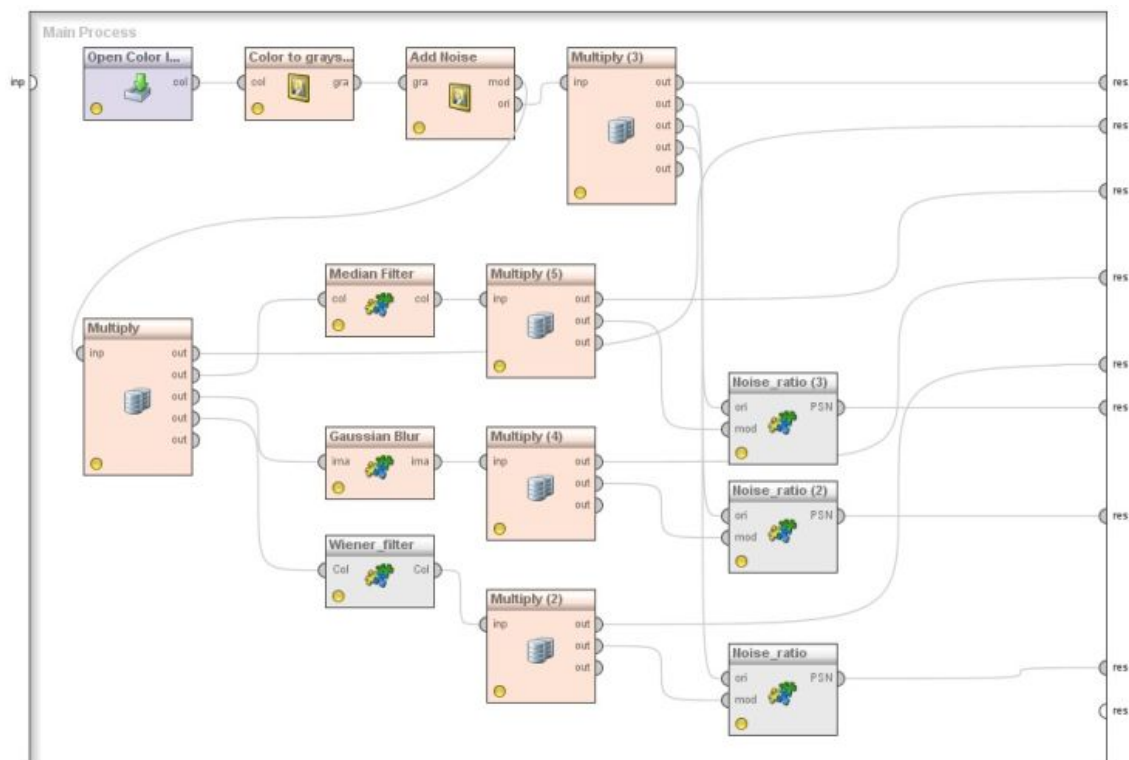 Main Process
Open Color I...
col
Color to grays...
col gra
Add Noise
gra mod
ori
Multiply (3)
inp out
out
out
out
out
inp
res
res
res
res
res
res
res
res
res
Median Filter
col col
Multiply (5)
inp out
out
out
Multiply
inp out
out
out
out
out
Gaussian Blur
ima ima
Multiply (4)
inp out
out
out
Wiener_filter
Col Col
Multiply (2)
inp out
out
out
Noise_ratio (3)
ori PSN
mod
Noise_ratio (2)
ori PSN
mod
Noise_ratio
ori PSN
mod